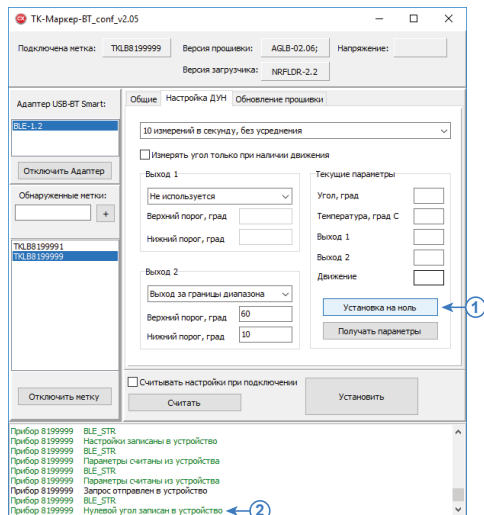 ТК-Маркер-BT_conf_v2.05
Подключена метка: TKLB8199999 Версия прошивки: AGLB-02.06; Напряжение:
Версия загрузчика: NRFLDR-2.2
Адаптер USB-BT Smart:
BLE-1.2
Отключить Адаптер
Обнаруженные метки:
+
TKLB8199991
TKLB8199999
Отключить метку
Общие Настройка ДУН Обновление прошивки
10 измерений в секунду, без усреднения
Измерять угол только при наличии движения
Выход 1
Не используется
Верхний порог, град
Нижний порог, град
Выход 2
Выход за границы диапазона
Верхний порог, град 60
Нижний порог, град 10
Текущие параметры
Угол, град
Температура, град С
Выход 1
Выход 2
Движение
Установка на ноль 1
Получать параметры
Считывать настройки при подключении
Считать
Установить
Прибор 8199999 BLE_STR
Прибор 8199999 Настройки записаны в устройство
Прибор 8199999 BLE_STR
Прибор 8199999 Параметры считаны из устройства
Прибор 8199999 BLE_STR
Прибор 8199999 Параметры считаны из устройства
Прибор 8199999 Запрос отправлен в устройство
Прибор 8199999 BLE_STR
Прибор 8199999 Нулевой угол записан в устройство 2